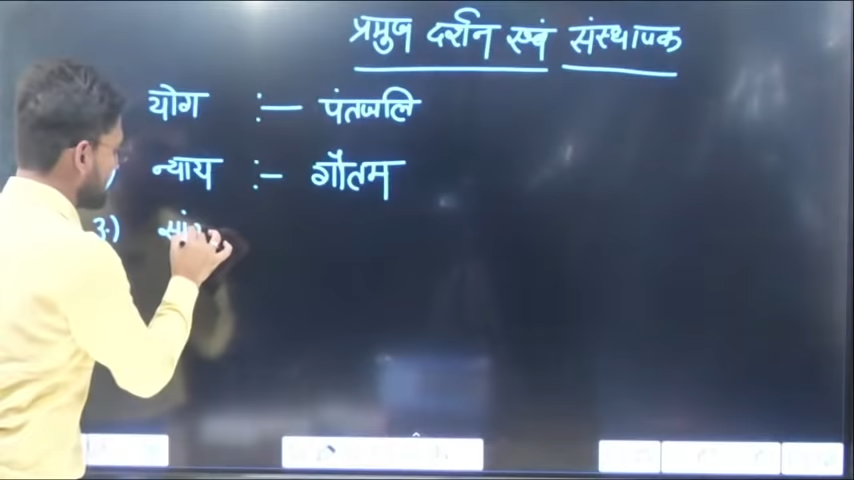 प्रमुख दर्शन एवं संस्थापक
योग :— पंतजलि
न्याय :— गौतम
3.) सां